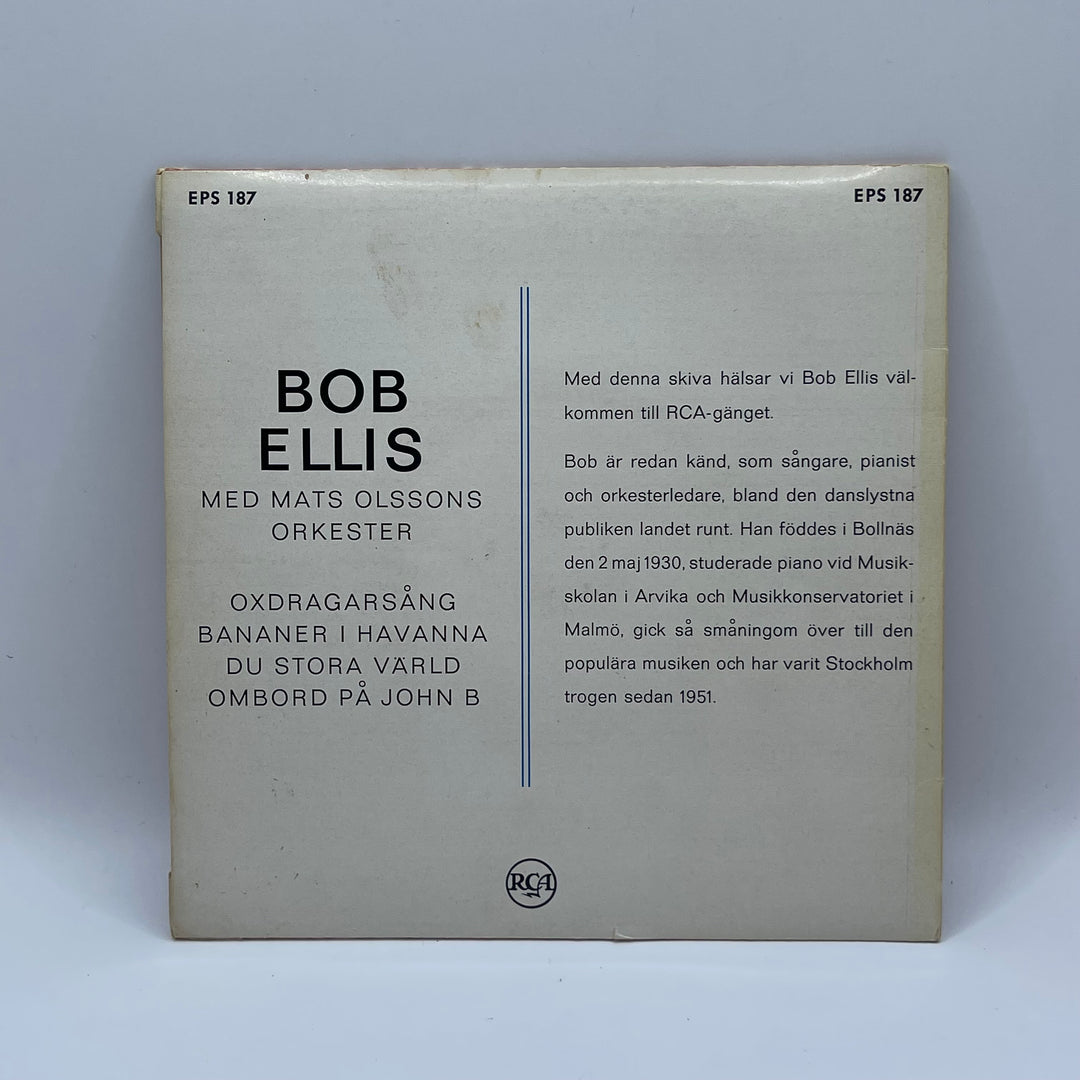 EPS 187
EPS 187
BOB
ELLIS
MED MATS OLSSONS
ORKESTER
OXDRAGARSÅNG
BANANER I HAVANNA
DU STORA VÄRLD
OMBORD PÅ JOHN B
Med denna skiva hälsar vi Bob Ellis väl-
kommen till RCA-gänget.
Bob är redan känd, som sångare, pianist
och orkesterledare, bland den danslystna
publiken landet runt. Han föddes i Bollnäs
den 2 maj 1930, studerade piano vid Musik-
skolan i Arvika och Musikkonservatoriet i
Malmö, gick så småningom över till den
populära musiken och har varit Stockholm
trogen sedan 1951.
RCA